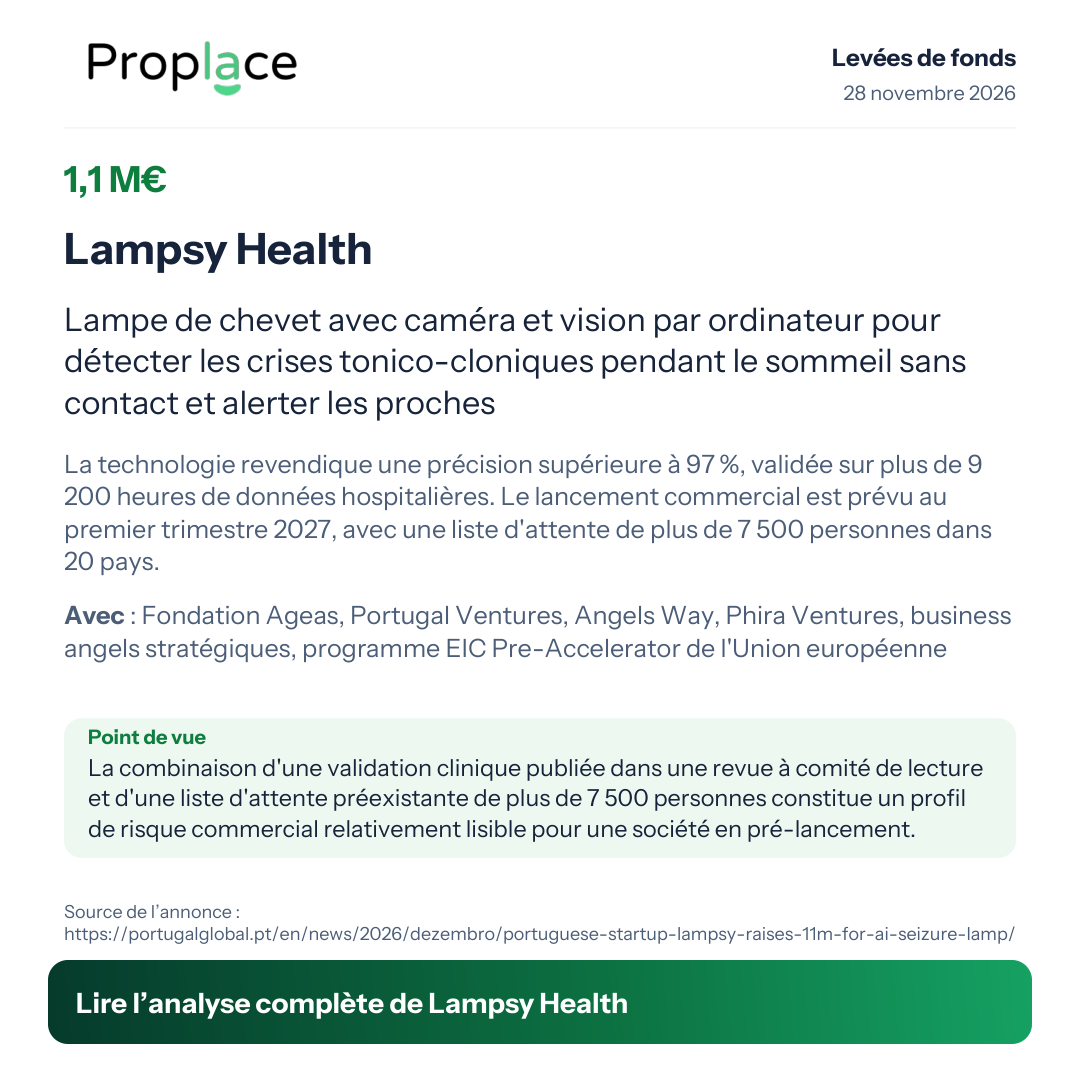 Proplace
Levées de fonds
28 novembre 2026
1,1 M€
Lampsy Health
Lampe de chevet avec caméra et vision par ordinateur pour
détecter les crises tonico-cloniques pendant le sommeil sans
contact et alerter les proches
La technologie revendique une précision supérieure à 97 %, validée sur plus de 9
200 heures de données hospitalières. Le lancement commercial est prévu au
premier trimestre 2027, avec une liste d'attente de plus de 7 500 personnes dans
20 pays.
Avec : Fondation Ageas, Portugal Ventures, Angels Way, Phira Ventures, business
angels stratégiques, programme EIC Pre-Accelerator de l'Union européenne
Point de vue
La combinaison d'une validation clinique publiée dans une revue à comité de lecture
et d'une liste d'attente préexistante de plus de 7 500 personnes constitue un profil
de risque commercial relativement lisible pour une société en pré-lancement.
Source de l’annonce :
https://portugalglobal.pt/en/news/2026/dezembro/portuguese-startup-lampsy-raises-11m-for-ai-seizure-lamp/
Lire l’analyse complète de Lampsy Health